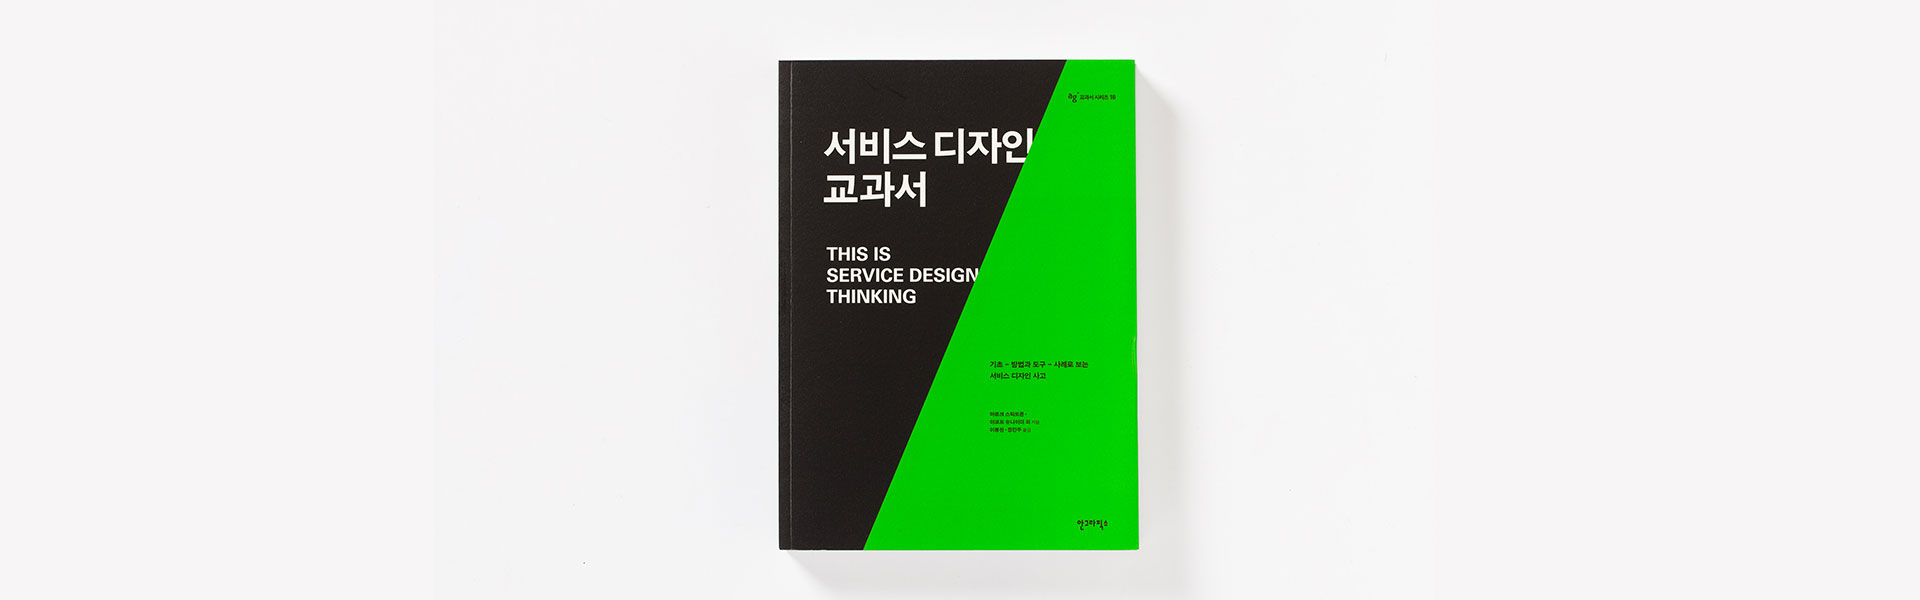 ag 교과서 시리즈 16
서비스 디자인
교과서
THIS IS
SERVICE DESIGN
THINKING
기초 – 방법과 도구 – 사례로 보는
서비스 디자인 사고
마르크 스틱도른·
야코프 슈나이더 외 지음
이봉원·정민주 옮김
안그라픽스